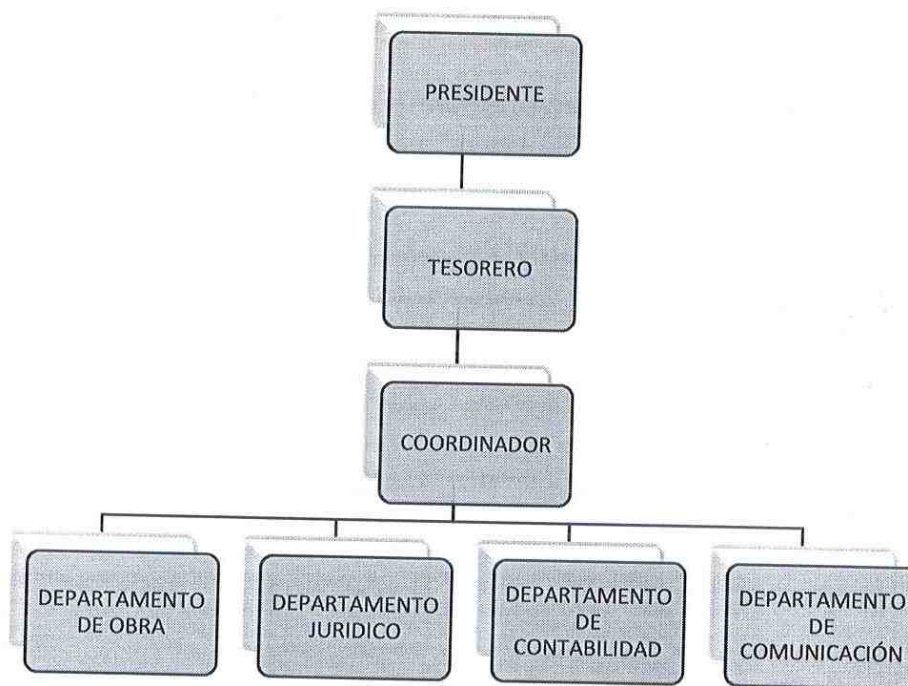 PRESIDENTE
TESORERO
COORDINADOR
DEPARTAMENTO
DE OBRA
DEPARTAMENTO
JURIDICO
DEPARTAMENTO
DE
CONTABILIDAD
DEPARTAMENTO
DE
COMUNICACIÓN